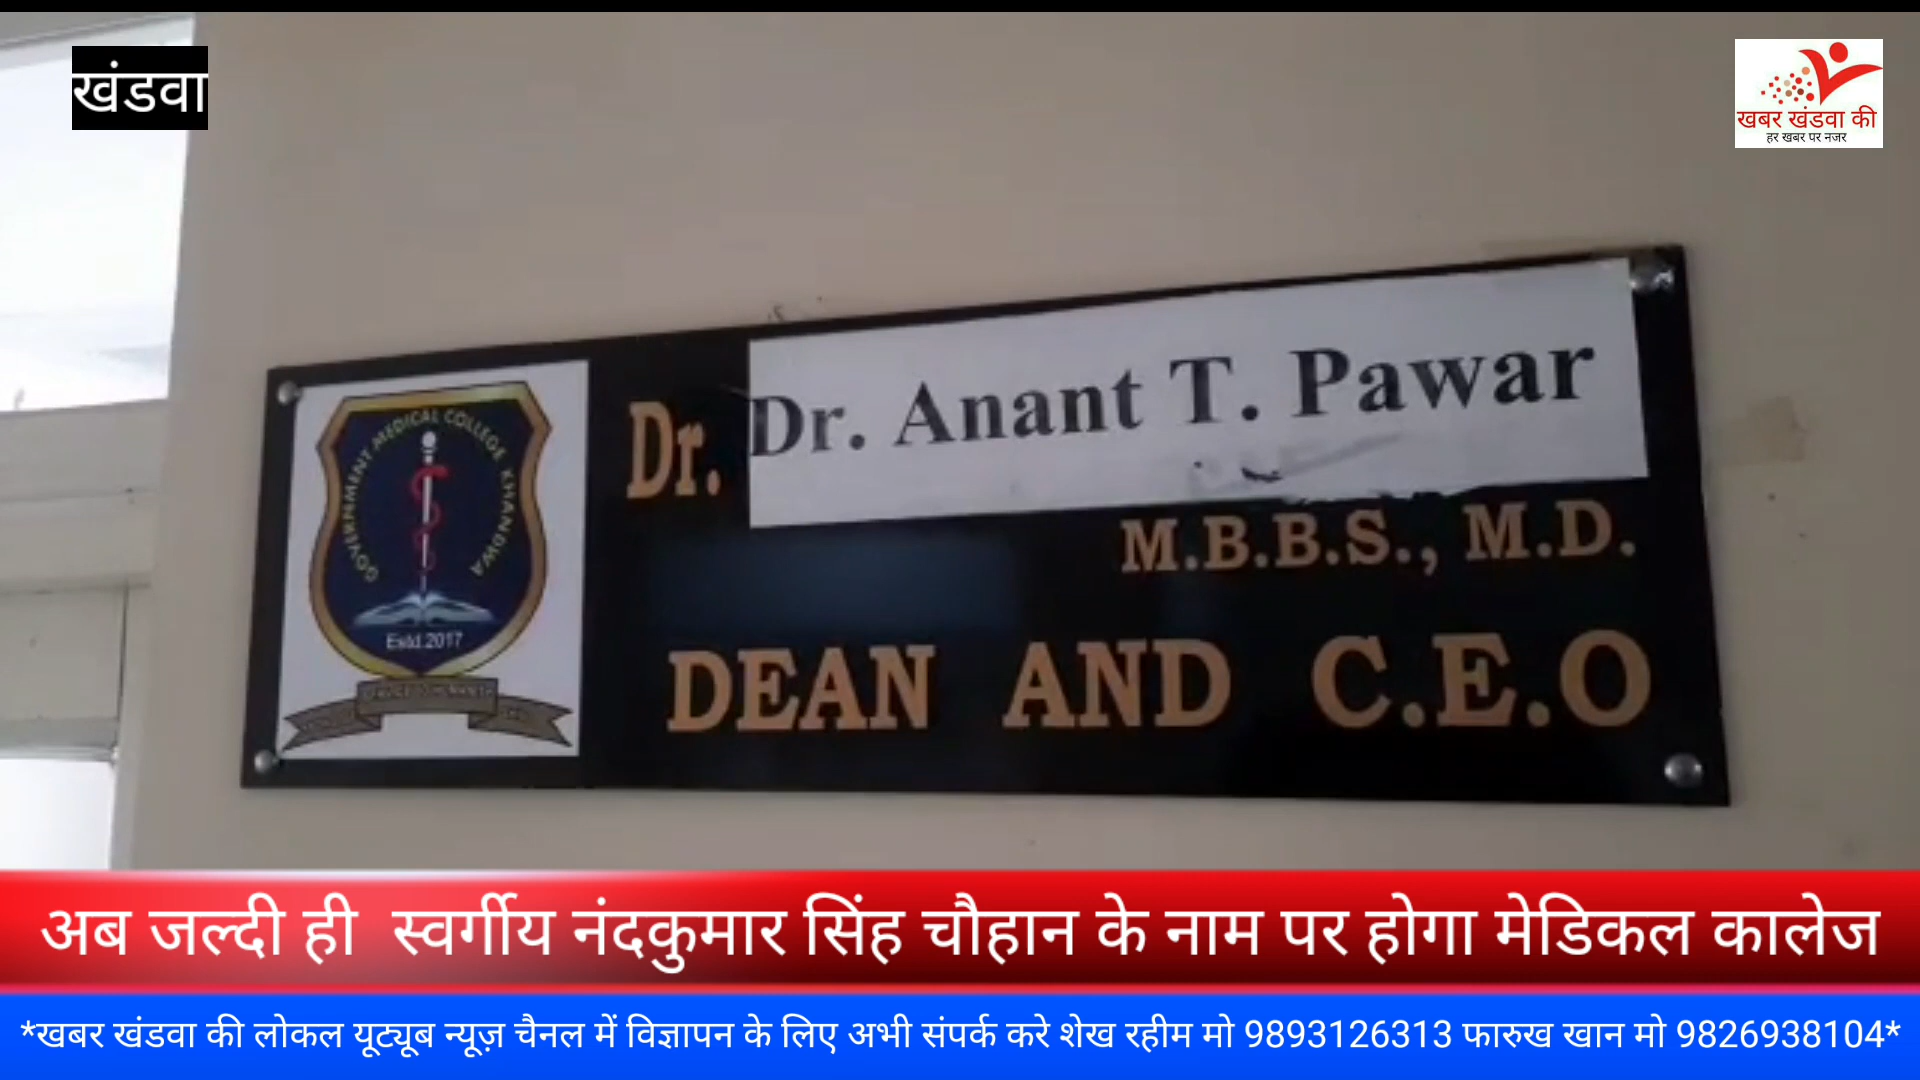 खंडवा
खबर खंडवा की
हर खबर पर नजर
Dr. Dr. Anant T. Pawar
M.B.B.S., M.D.
DEAN AND C.E.O
GOVERNMENT MEDICAL COLLEGE KHANDWA
Estd.2017
अब जल्दी ही स्वर्गीय नंदकुमार सिंह चौहान के नाम पर होगा मेडिकल कालेज
*खबर खंडवा की लोकल यूट्यूब न्यूज़ चैनल में विज्ञापन के लिए अभी संपर्क करे शेख रहीम मो 9893126313 फारुख खान मो 9826938104*